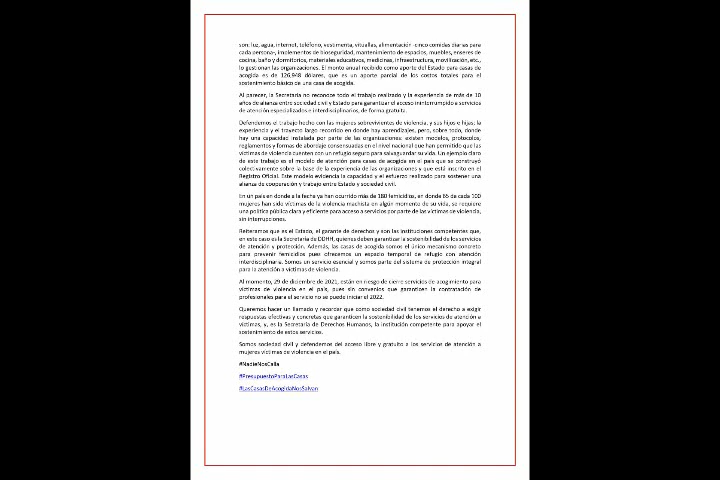 son: luz, agua, internet, teléfono, vestimenta, vituallas, alimentación -cinco comidas diarias para
cada persona-, implementos de bioseguridad, mantenimiento de espacios, muebles, enseres de
cocina, baño y dormitorios, materiales educativos, medicinas, infraestructura, movilización, etc.,
lo gestionan las organizaciones. El monto anual recibido como aporte del Estado para casas de
acogida es de 126,948 dólares, que es un aporte parcial de los costos totales para el
sostenimiento básico de una casa de acogida.
Al parecer, la Secretaría no reconoce todo el trabajo realizado y la experiencia de más de 10
años de alianza entre sociedad civil y Estado para garantizar el acceso ininterrumpido a servicios
de atención especializados e interdisciplinarios, de forma gratuita.
Defendemos el trabajo hecho con las mujeres sobrevivientes de violencia, y sus hijos e hijas; la
experiencia y el trayecto largo recorrido en donde hay aprendizajes, pero, sobre todo, donde
hay una capacidad instalada por parte de las organizaciones: existen modelos, protocolos,
reglamentos y formas de abordaje consensuadas en el nivel nacional que han permitido que las
víctimas de violencia cuenten con un refugio seguro para salvaguardar su vida. Un ejemplo claro
de este trabajo es el modelo de atención para casas de acogida en el país que se construyó
colectivamente sobre la base de la experiencia de las organizaciones y que está inscrito en el
Registro Oficial. Este modelo evidencia la capacidad y el esfuerzo realizado para sostener una
alianza de cooperación y trabajo entre Estado y sociedad civil.
En un país en donde a la fecha ya han ocurrido más de 180 femicidios, en donde 65 de cada 100
mujeres han sido víctimas de la violencia machista en algún momento de su vida, se requiere
una política pública clara y eficiente para acceso a servicios por parte de las víctimas de violencia,
sin interrupciones.
Reiteramos que es el Estado, el garante de derechos y son las instituciones competentes que,
en este caso es la Secretaría de DDHH, quienes deben garantizar la sostenibilidad de los servicios
de atención y protección. Además, las casas de acogida somos el único mecanismo concreto
para prevenir femicidios pues ofrecemos un espacio temporal de refugio con atención
interdisciplinaria. Somos un servicio esencial y somos parte del sistema de protección integral
para la atención a víctimas de violencia.
Al momento, 29 de diciembre de 2021, están en riesgo de cierre servicios de acogimiento para
víctimas de violencia en el país, pues sin convenios que garanticen la contratación de
profesionales para el servicio no se puede iniciar el 2022.
Queremos hacer un llamado y recordar que como sociedad civil tenemos el derecho a exigir
respuestas efectivas y concretas que garanticen la sostenibilidad de los servicios de atención a
víctimas, y, es la Secretaría de Derechos Humanos, la institución competente para apoyar el
sostenimiento de estos servicios.
Somos sociedad civil y defendemos del acceso libre y gratuito a los servicios de atención a
mujeres víctimas de violencia en el país.
#NadieNosCalla
#PresupuestoParaLasCasas
#LasCasasDeAcogidaNosSalvan